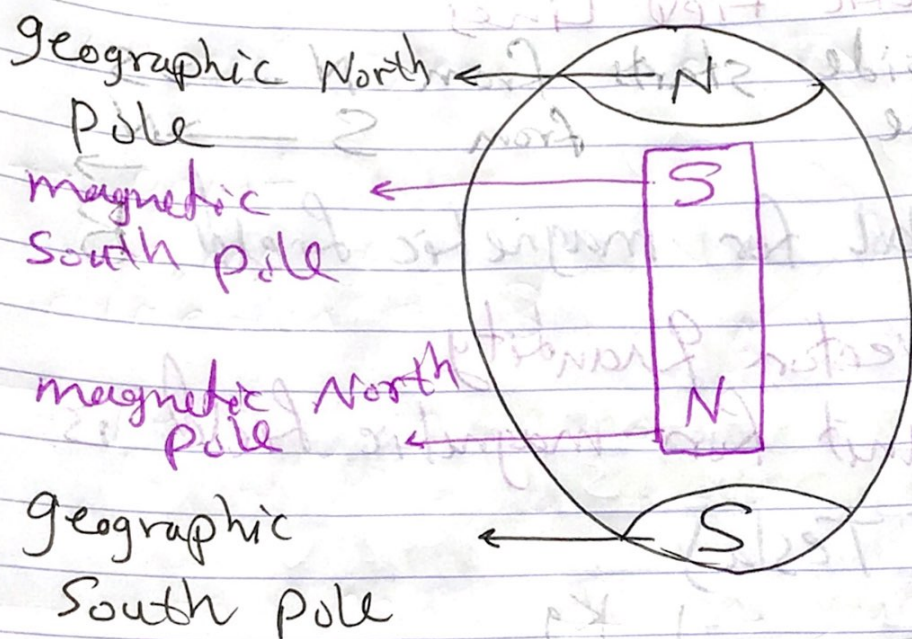 geographic North
Pole
N
magnetic
South pole
S
magnetic North
pole
N
geographic
South pole
S